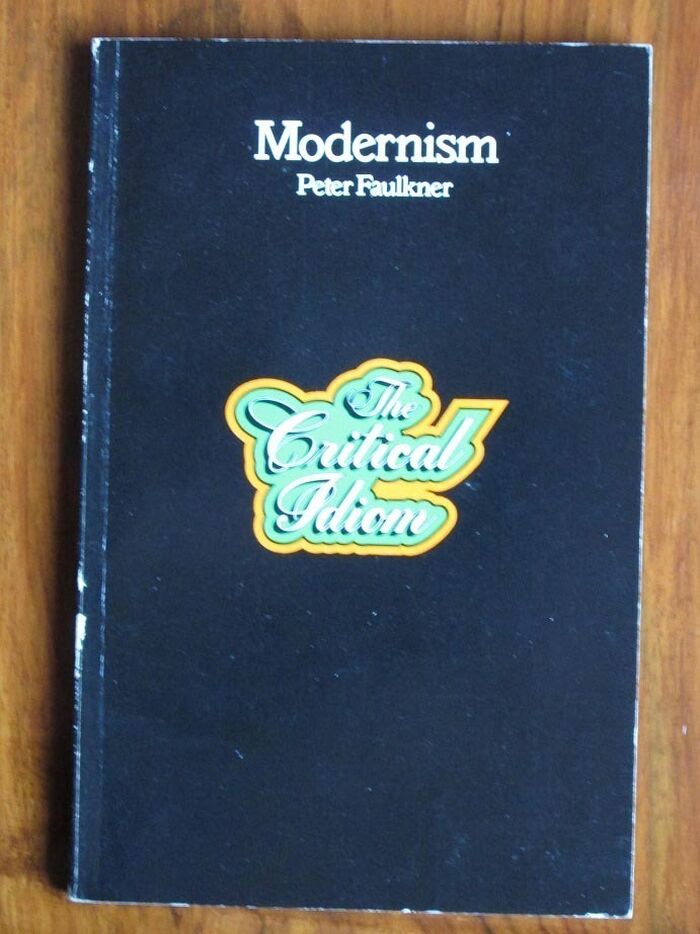 Modernism
Peter Faulkner
The
Critical
Idiom